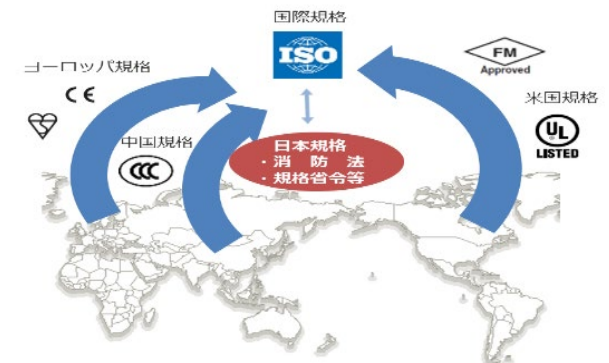 国際規格
ISO
FM
Approved
ヨーロッパ規格
CE
米国規格
UL
LISTED
中国規格
CCC
日本規格
・消　防　法
・規格省令等